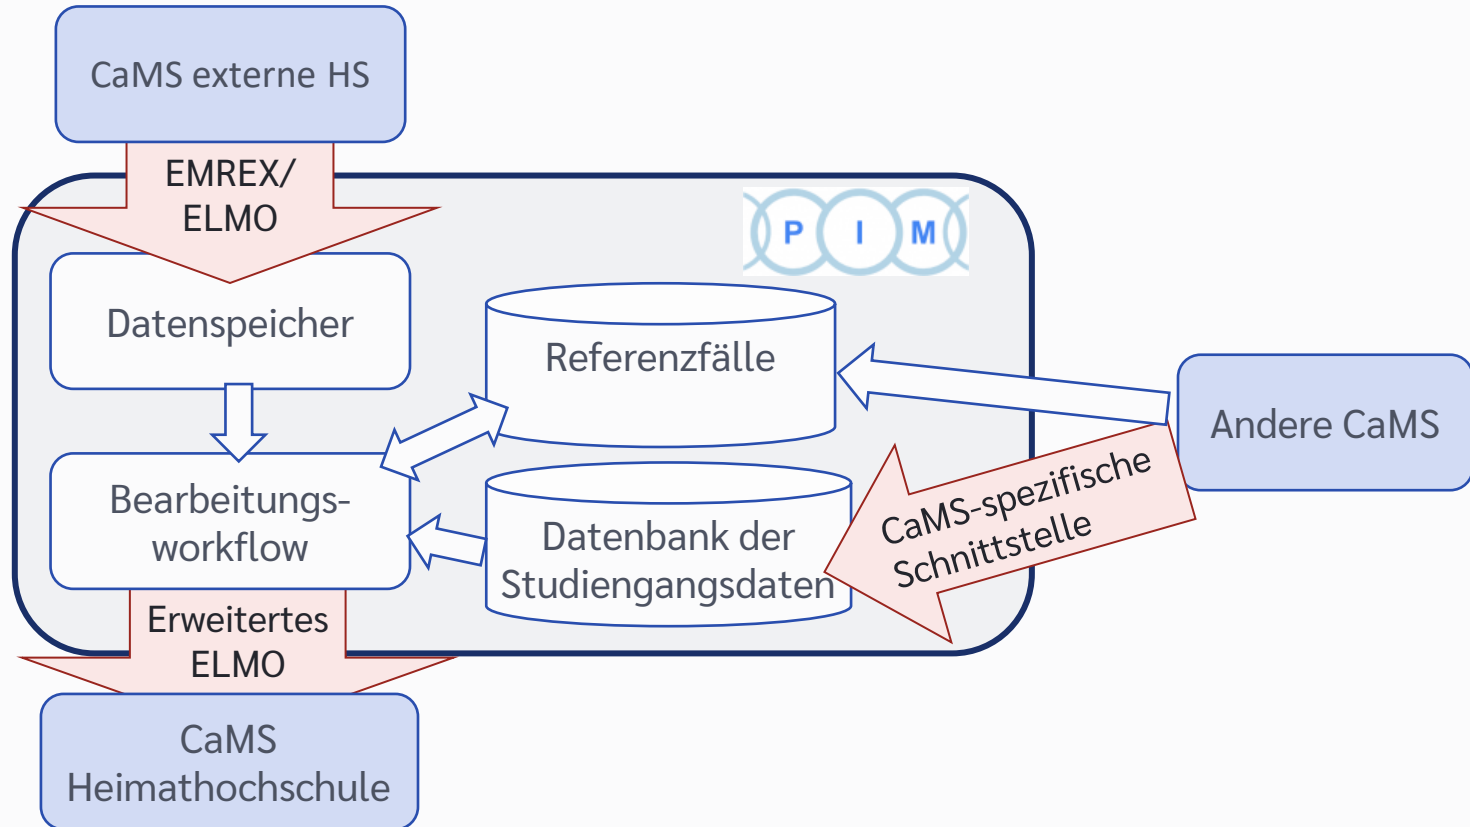 CaMS externe HS
EMREX/
ELMO
P I M
Datenspeicher
Referenzfälle
Andere CaMS
CaMS-spezifische
Schnittstelle
Bearbeitungs-
workflow
Datenbank der
Studiengangsdaten
Erweitertes
ELMO
CaMS
Heimathochschule